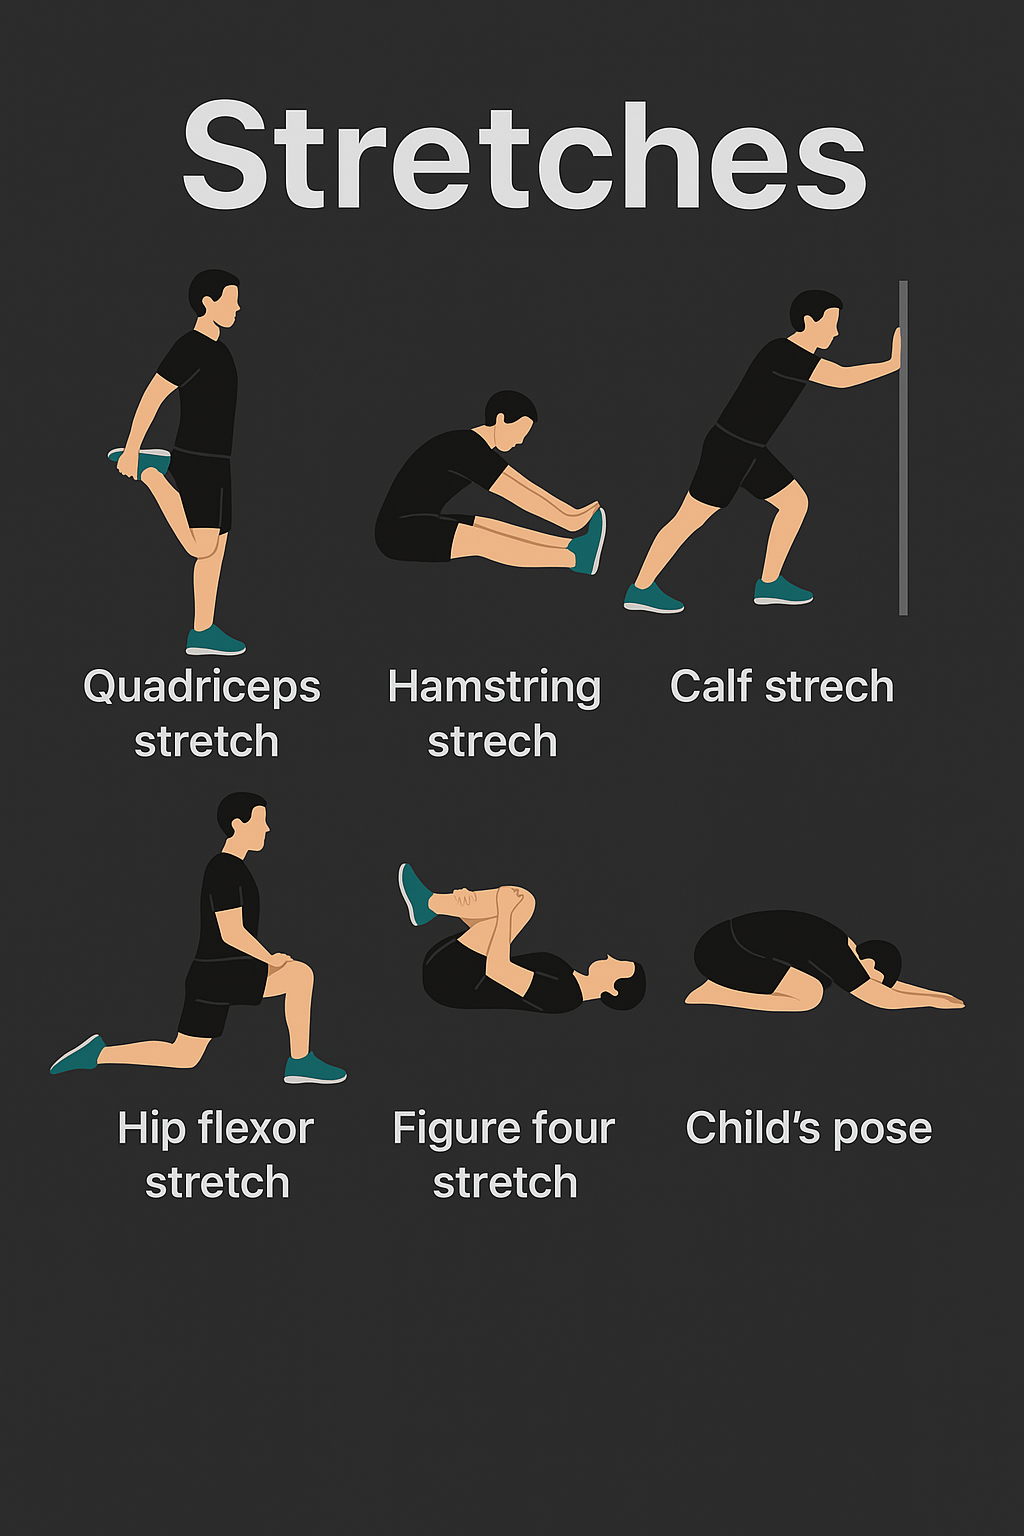 Stretches
Quadriceps
stretch
Hamstring
strech
Calf strech
Hip flexor
stretch
Figure four
stretch
Child’s pose